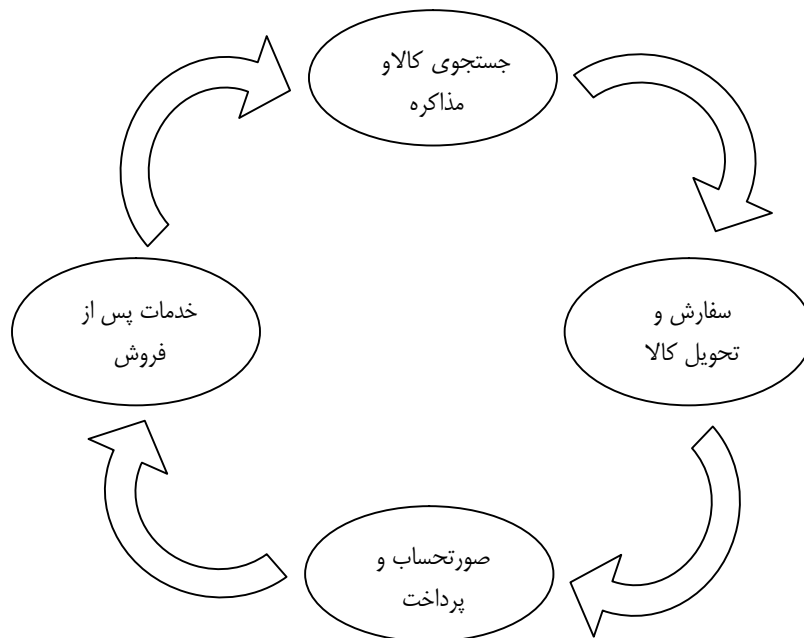 جستجوی کالاو
مذاکره
سفارش و
تحویل کالا
صورتحساب و
پرداخت
خدمات پس از
فروش